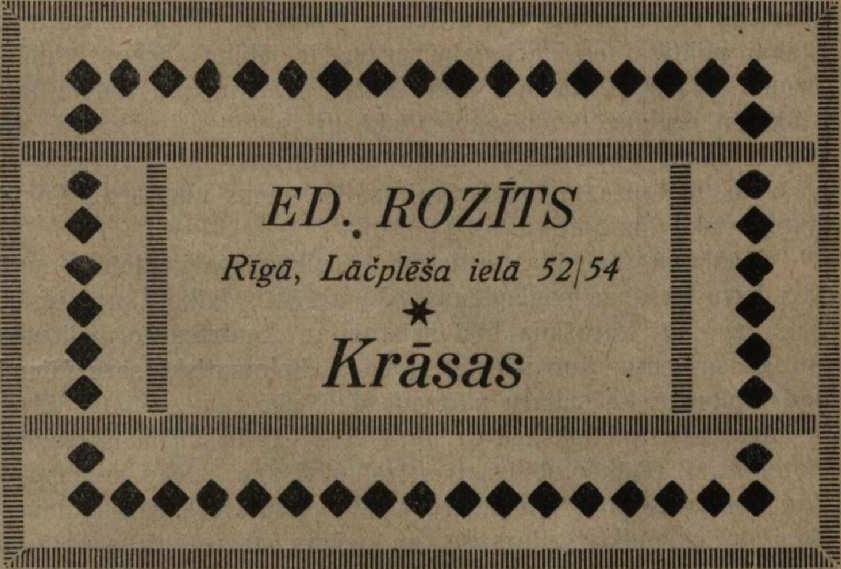 ED. ROZĪTS
Rīgā, Lāčplēša ielā 52/54
Krāsas